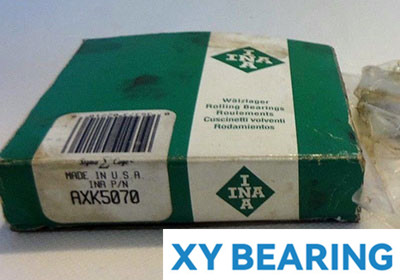 INA
Wälzlager
Rolling Bearings
Roulements
Cuscinetti volventi
Rodamientos
MADE IN U.S.A.
INA P/N
AXK5070
INA
XY BEARING